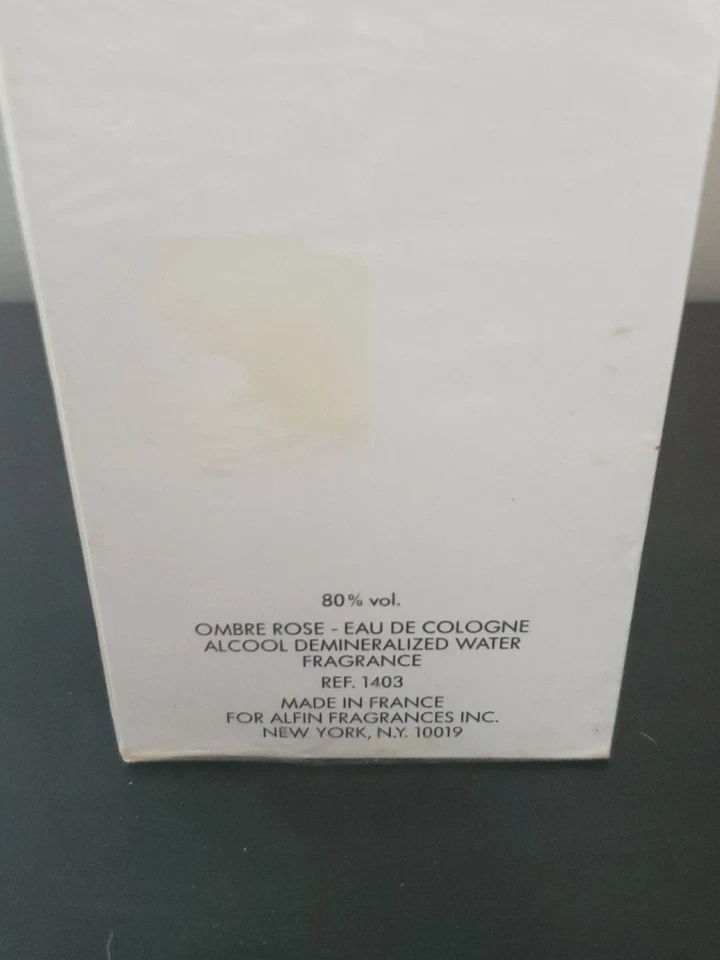 80% vol.
OMBRE ROSE - EAU DE COLOGNE
ALCOOL DEMINERALIZED WATER
FRAGRANCE
REF. 1403
MADE IN FRANCE
FOR ALFIN FRAGRANCES INC.
NEW YORK, N.Y. 10019